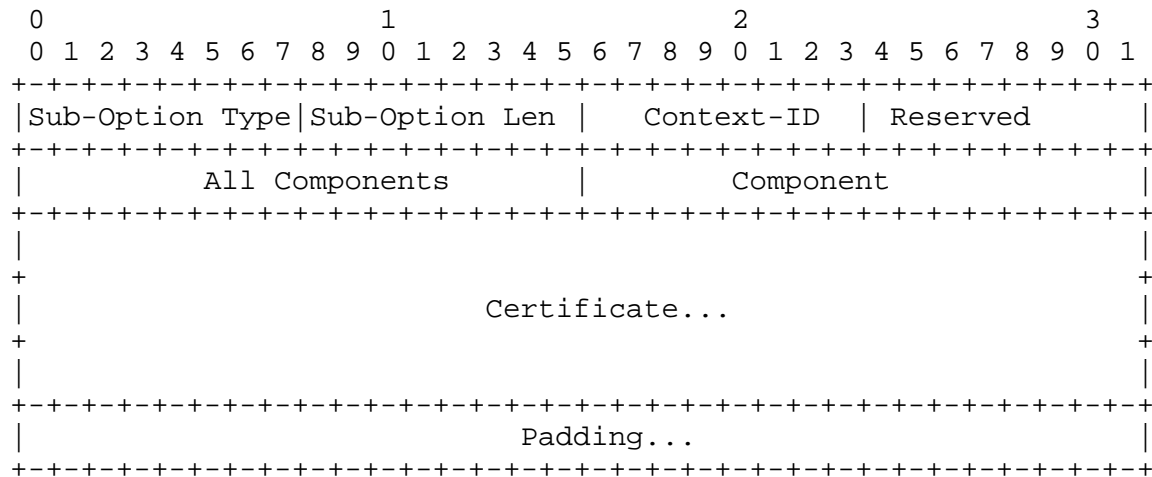 0                   1                   2                   3
 0 1 2 3 4 5 6 7 8 9 0 1 2 3 4 5 6 7 8 9 0 1 2 3 4 5 6 7 8 9 0 1
+-+-+-+-+-+-+-+-+-+-+-+-+-+-+-+-+-+-+-+-+-+-+-+-+-+-+-+-+-+-+-+-+
|Sub-Option Type|Sub-Option Len |   Context-ID  | Reserved      |
+-+-+-+-+-+-+-+-+-+-+-+-+-+-+-+-+-+-+-+-+-+-+-+-+-+-+-+-+-+-+-+-+
|          All Components       |        Component              |
+-+-+-+-+-+-+-+-+-+-+-+-+-+-+-+-+-+-+-+-+-+-+-+-+-+-+-+-+-+-+-+-+
|                                                               |
+                                                               +
|                          Certificate...                       |
+                                                               +
|                                                               |
+-+-+-+-+-+-+-+-+-+-+-+-+-+-+-+-+-+-+-+-+-+-+-+-+-+-+-+-+-+-+-+-+
|                            Padding...                         |
+-+-+-+-+-+-+-+-+-+-+-+-+-+-+-+-+-+-+-+-+-+-+-+-+-+-+-+-+-+-+-+-+